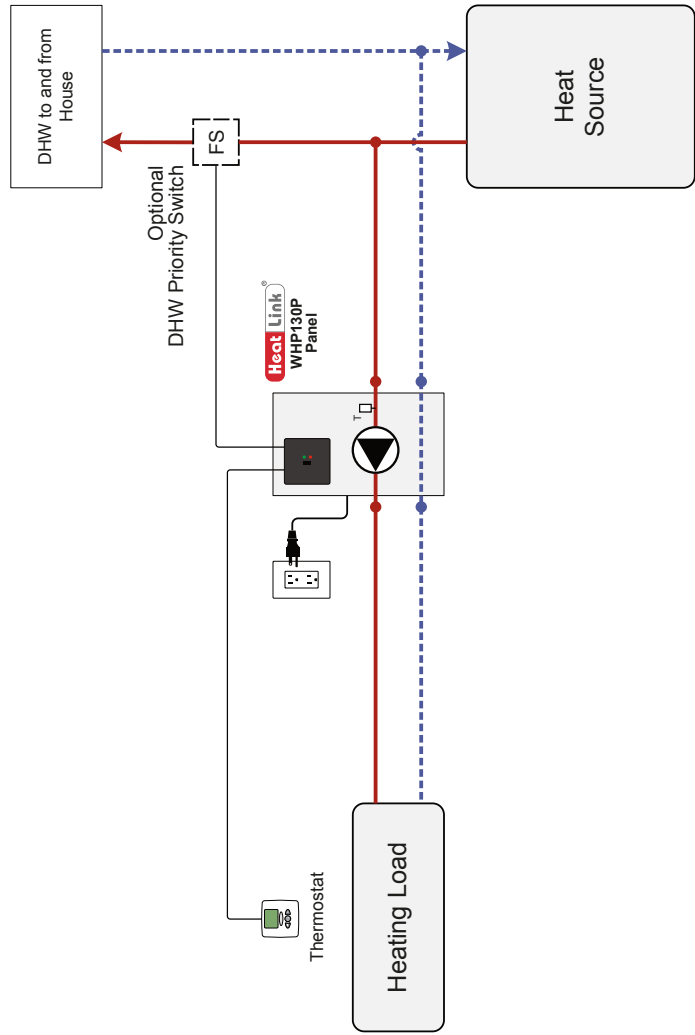 DHW to and from
House
FS
Optional
DHW Priority Switch
Heat Link®
WHP130P
Panel
T
Heat
Source
Thermostat
Heating Load